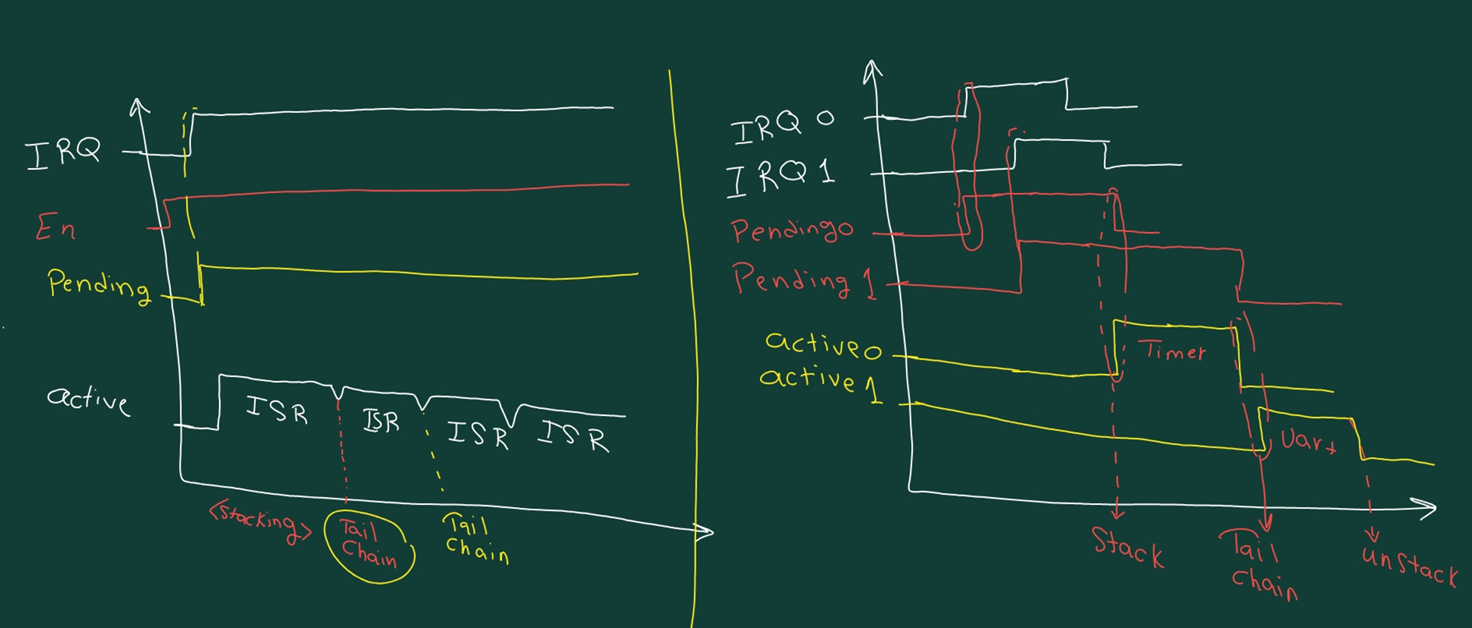 IRQ
En
Pending
active
ISR ISR ISR ISR
<Stacking> Tail Chain
Tail Chain
IRQ 0
IRQ 1
Pending0
Pending 1
active0
active 1
Timer
Uart
Stack
Tail Chain
unstack